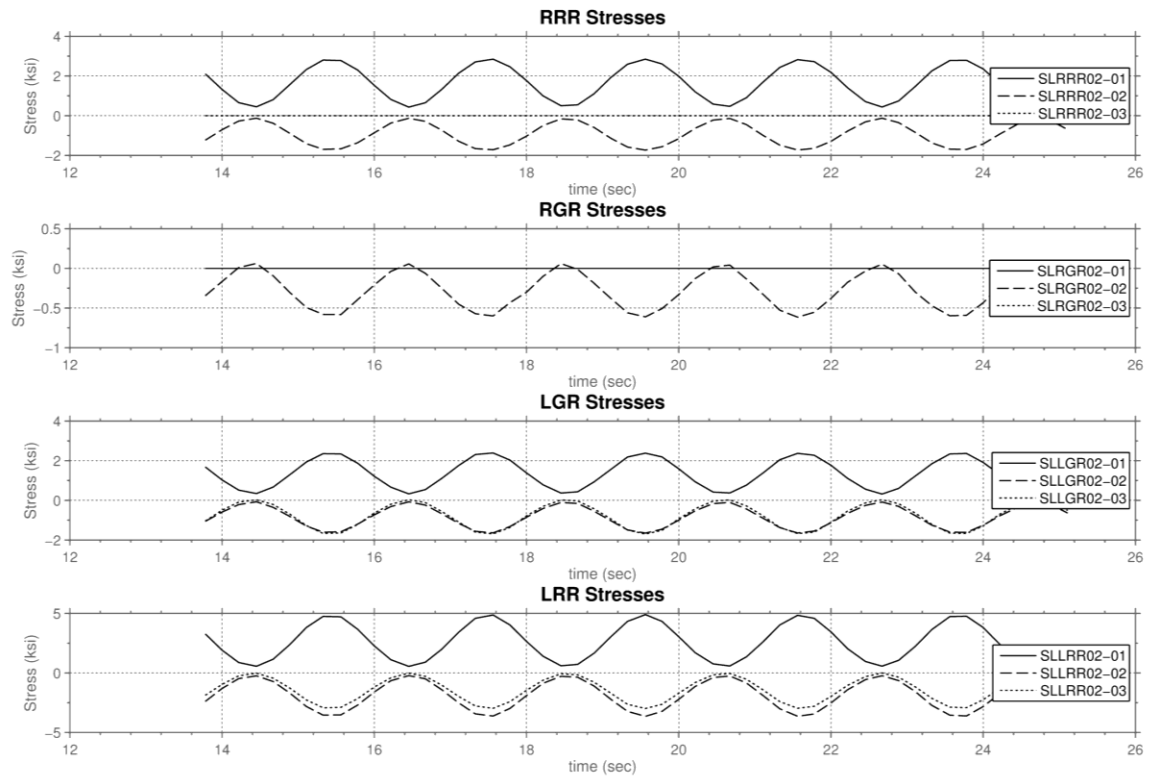 RRR Stresses
4
2
0
−2
Stress (ksi)
SLRRR02−01
SLRRR02−02
SLRRR02−03
12 14 16 18 20 22 24 26
time (sec)
RGR Stresses
0.5
0
−0.5
−1
Stress (ksi)
SLRGR02−01
SLRGR02−02
SLRGR02−03
12 14 16 18 20 22 24 26
time (sec)
LGR Stresses
4
2
0
−2
Stress (ksi)
SLLGR02−01
SLLGR02−02
SLLGR02−03
12 14 16 18 20 22 24 26
time (sec)
LRR Stresses
5
0
−5
Stress (ksi)
SLLRR02−01
SLLRR02−02
SLLRR02−03
12 14 16 18 20 22 24 26
time (sec)